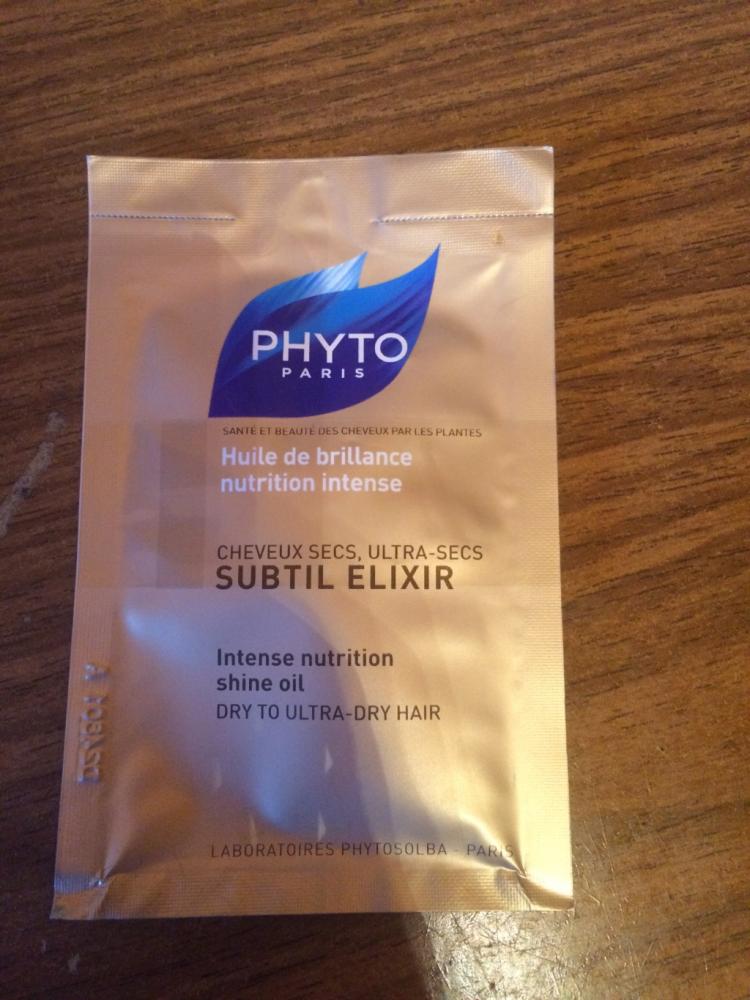 PHYTO
PARIS
SANTÉ ET BEAUTÉ DES CHEVEUX PAR LES PLANTES
Huile de brillance
nutrition intense
CHEVEUX SECS, ULTRA-SECS
SUBTIL ELIXIR
Intense nutrition
shine oil
DRY TO ULTRA-DRY HAIR
LABORATOIRES PHYTOSOLBA - PARIS